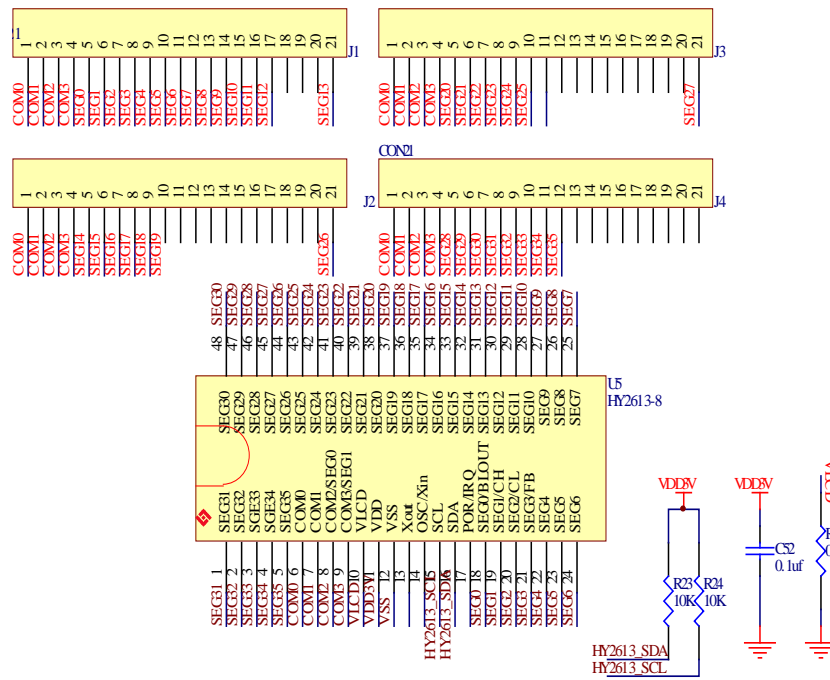 21
1 2 3 4 5 6 7 8 9 10 11 12 13 14 15 16 17 18 19 20 21
J1
COM0 COM1 COM2 COM3 SEG0 SEG1 SEG2 SEG3 SEG4 SEG5 SEG6 SEG7 SEG8 SEG9 SEG10 SEG11 SEG12 SEG13
1 2 3 4 5 6 7 8 9 10 11 12 13 14 15 16 17 18 19 20 21
J3
COM0 COM1 COM2 COM3 SEG20 SEG21 SEG22 SEG23 SEG24 SEG25 SEG27
1 2 3 4 5 6 7 8 9 10 11 12 13 14 15 16 17 18 19 20 21
J2
COM0 COM1 COM2 COM3 SEG14 SEG15 SEG16 SEG17 SEG18 SEG19 SEG26
CON21
1 2 3 4 5 6 7 8 9 10 11 12 13 14 15 16 17 18 19 20 21
J4
COM0 COM1 COM2 COM3 SEG28 SEG29 SEG30 SEG31 SEG32 SEG33 SEG34 SEG35
SEG30 SEG29 SEG28 SEG27 SEG26 SEG25 SEG24 SEG23 SEG22 SEG21 SEG20 SEG19 SEG18 SEG17 SEG16 SEG15 SEG14 SEG13 SEG12 SEG11 SEG10 SEG9 SEG8 SEG7
48 47 46 45 44 43 42 41 40 39 38 37 36 35 34 33 32 31 30 29 28 27 26 25
U5
HY2613-8
SEG30 SEG29 SEG28 SEG27 SEG26 SEG25 SEG24 SEG23 SEG22 SEG21 SEG20 SEG19 SEG18 SEG17 SEG16 SEG15 SEG14 SEG13 SEG12 SEG11 SEG10 SEG9 SEG8 SEG7
SEG31 SEG32 SGE33 SGE34 SEG35 COM0 COM1 COM2/SEG0 COM3/SEG1 VLCD VDD VSS Xout OSC/Xin SCL SDA POR/IRQ SEG0/BLOUT SEG1/CH SEG2/CL SEG3/FB SEG4 SEG5 SEG6
1 2 3 4 5 6 7 8 9 10 11 12 13 14 15 16 17 18 19 20 21 22 23 24
SEG31 SEG32 SEG33 SEG34 SEG35 COM0 COM1 COM2 COM3 VLCD VDD3V VSS HY2613_SCL HY2613_SDA SEG0 SEG1 SEG2 SEG3 SEG4 SEG5 SEG6
VDD3V
R23
10K
R24
10K
HY2613_SDA
HY2613_SCL
VDD3V
C52
0.1uf